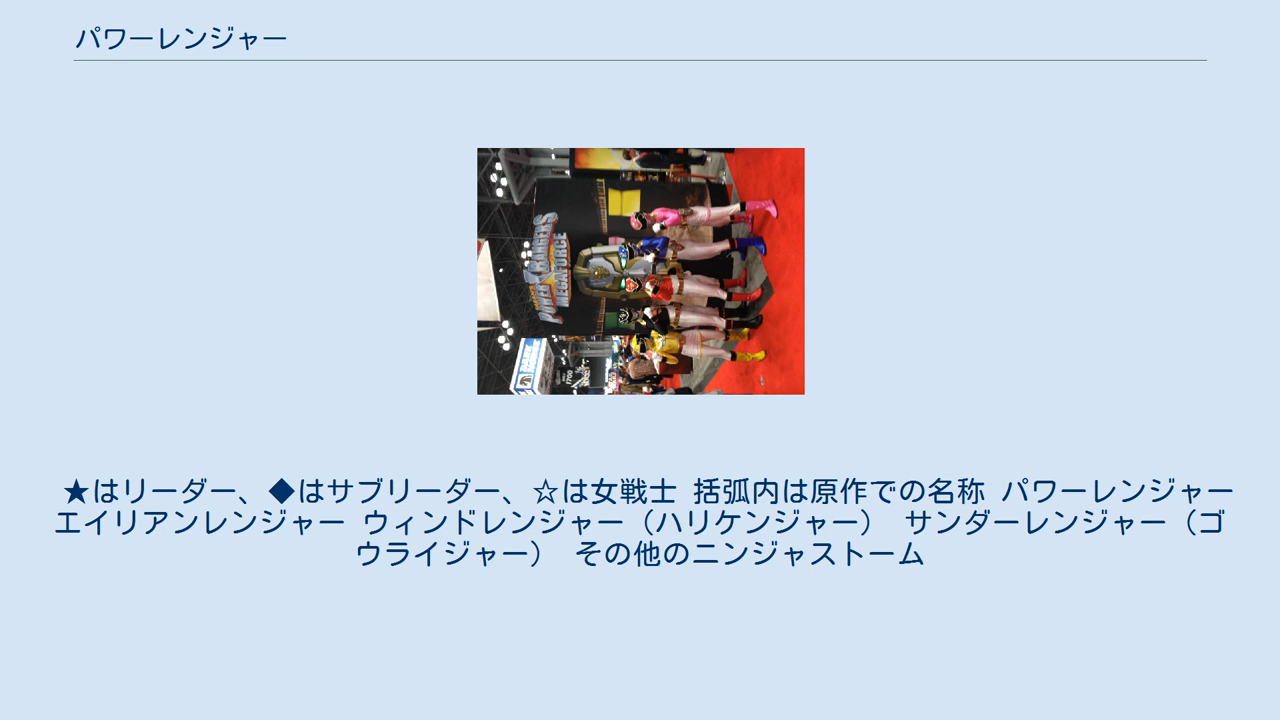 パワーレンジャー
POWER RANGERS
MEGAFORCE
★はリーダー、◆はサブリーダー、☆は女戦士 括弧内は原作での名称 パワーレンジャー
エイリアンレンジャー ウィンドレンジャー（ハリケンジャー） サンダーレンジャー（ゴ
ウライジャー） その他のニンジャストーム